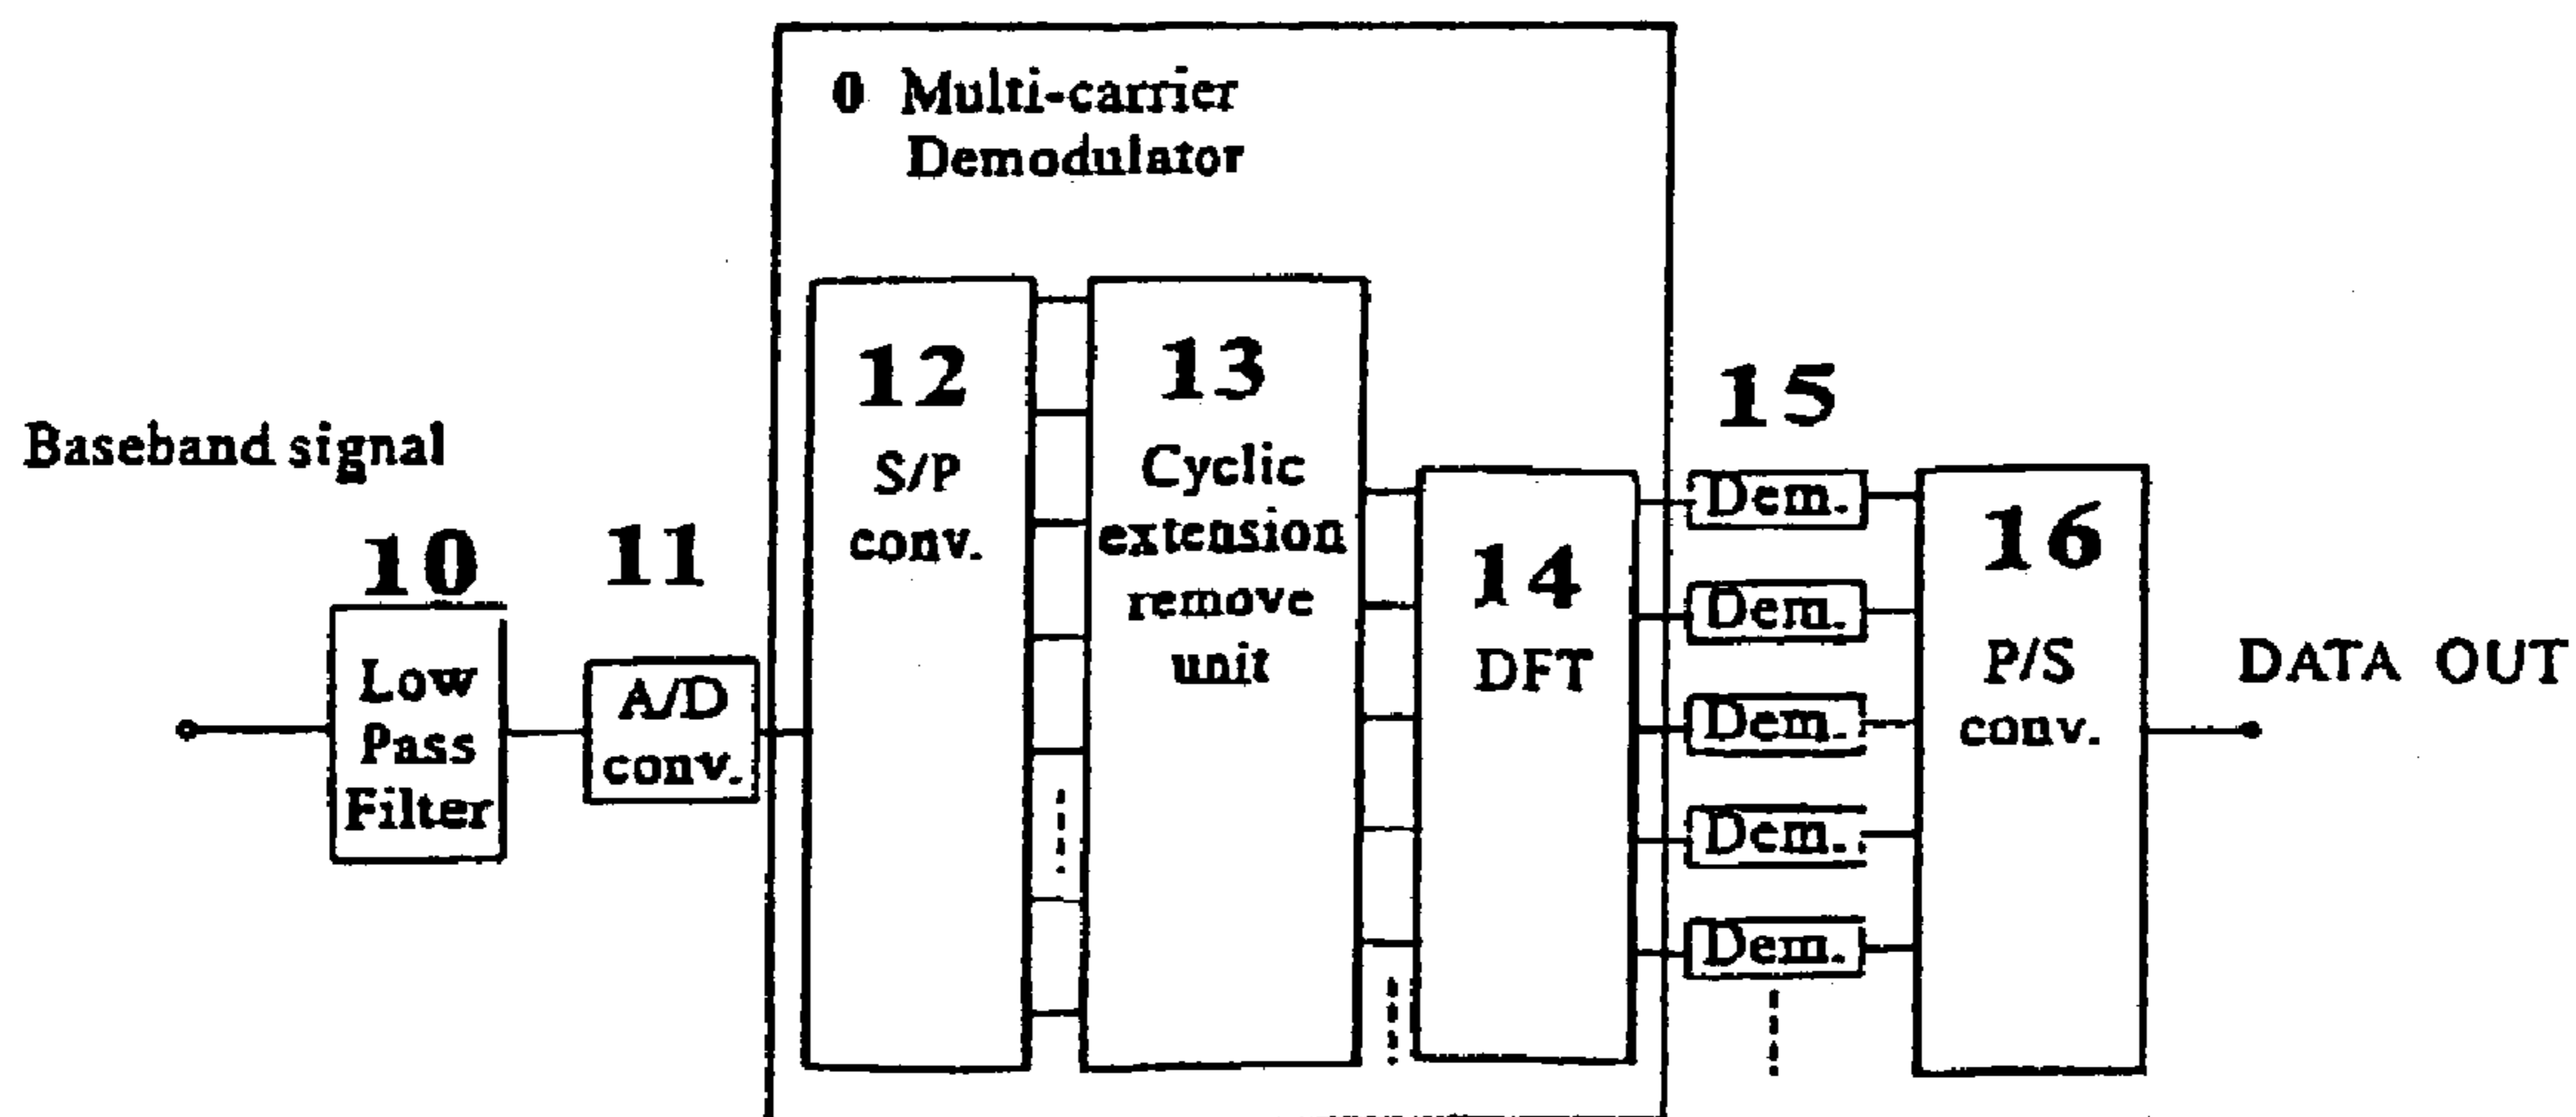 0 Multi-carrier
Demodulator
Baseband signal
10
Low
Pass
Filter
11
A/D
conv.
12
S/P
conv.
13
Cyclic
extension
remove
unit
14
DFT
15
Dem.
Dem.
Dem.
Dem.
Dem.
16
P/S
conv.
DATA OUT